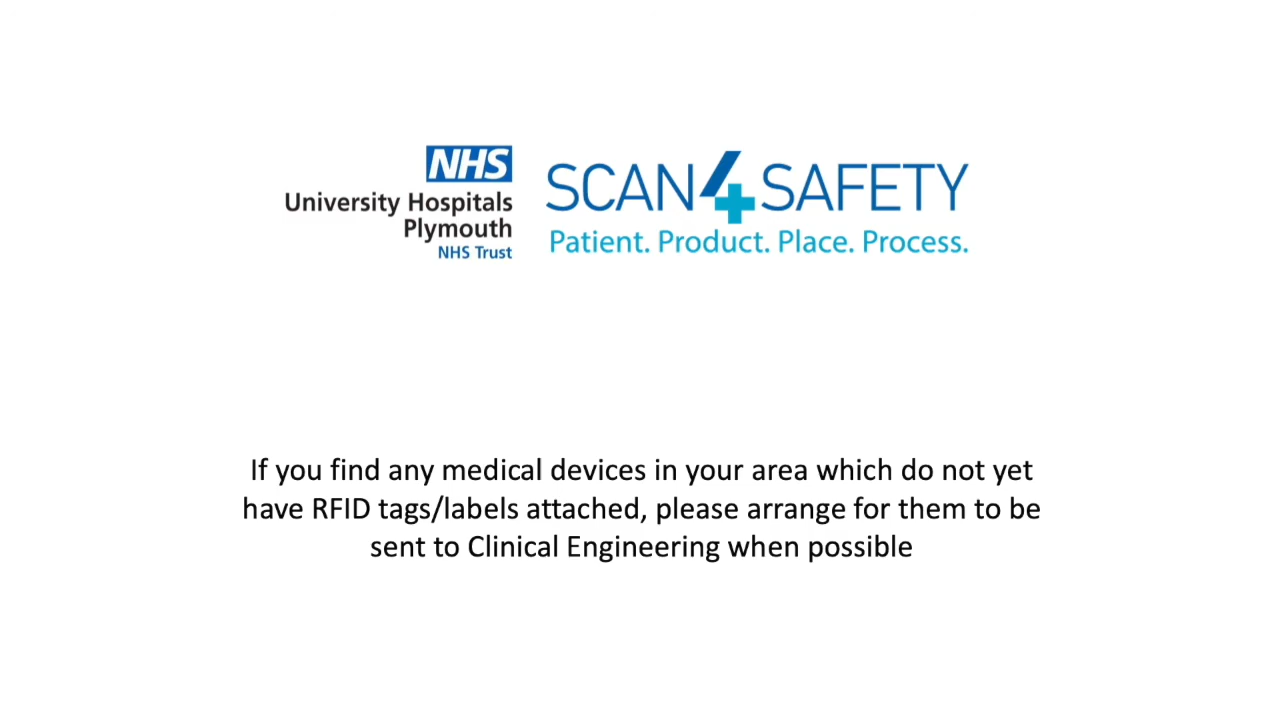 NHS
University Hospitals
Plymouth
NHS Trust
SCAN4SAFETY
Patient. Product. Place. Process.
If you find any medical devices in your area which do not yet
have RFID tags/labels attached, please arrange for them to be
sent to Clinical Engineering when possible